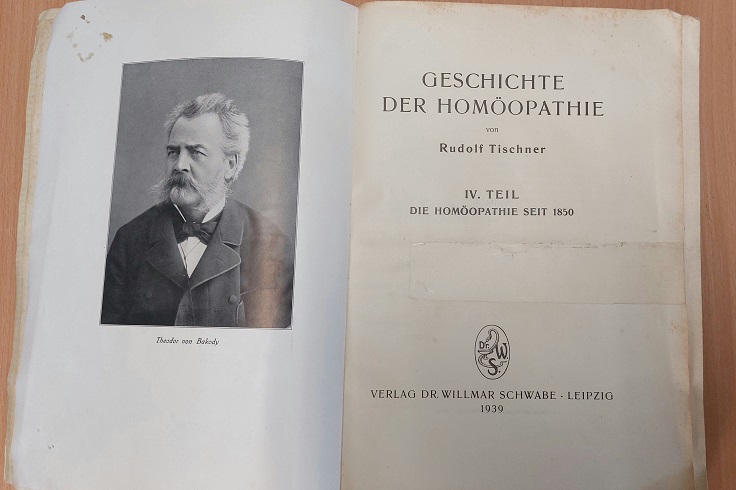 Theodor von Bakody
GESCHICHTE
DER HOMÖOPATHIE
von
Rudolf Tischner
IV. TEIL
DIE HOMÖOPATHIE SEIT 1850
Dr. W.
S.
VERLAG DR. WILLMAR SCHWABE · LEIPZIG
1939